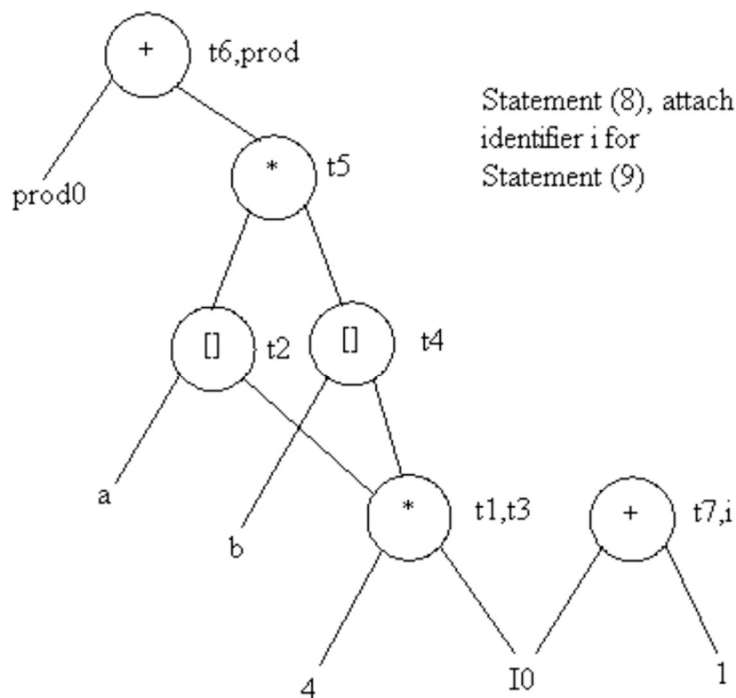 + t6,prod
Statement (8), attach
identifier i for
Statement (9)
* t5
prod0
[] t2 [] t4
a
b
* t1,t3 + t7,i
4 I0 1